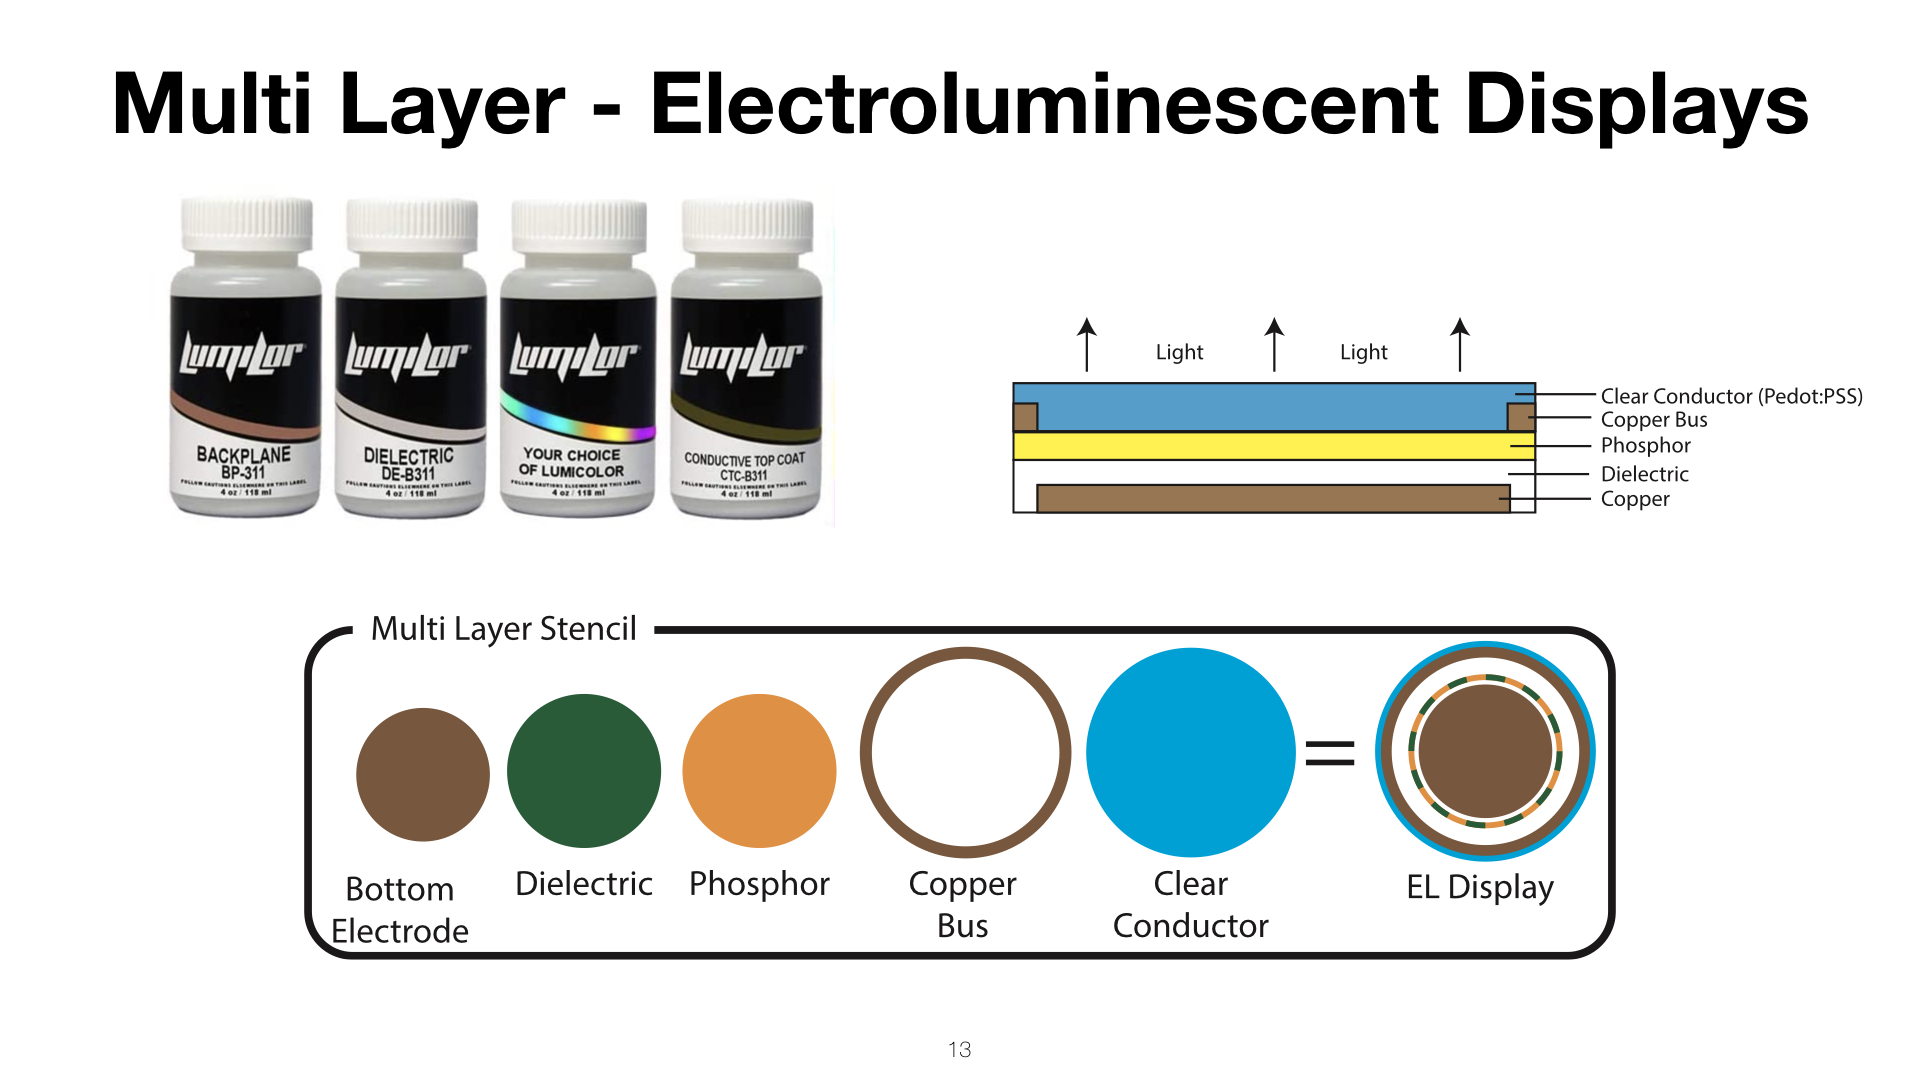 Multi Layer - Electroluminescent Displays
LumiLor
BACKPLANE
BP-311
FOLLOW CAUTIONS ELSEWHERE ON THIS LABEL
4 oz / 118 ml
LumiLor
DIELECTRIC
DE-B311
FOLLOW CAUTIONS ELSEWHERE ON THIS LABEL
4 oz / 118 ml
LumiLor
YOUR CHOICE
OF LUMICOLOR
FOLLOW CAUTIONS ELSEWHERE ON THIS LABEL
4 oz / 118 ml
LumiLor
CONDUCTIVE TOP COAT
CTC-B311
FOLLOW CAUTIONS ELSEWHERE ON THIS LABEL
4 oz / 118 ml
Light Light
Clear Conductor (Pedot:PSS)
Copper Bus
Phosphor
Dielectric
Copper
Multi Layer Stencil
Bottom
Electrode
Dielectric
Phosphor
Copper
Bus
Clear
Conductor
=
EL Display
13